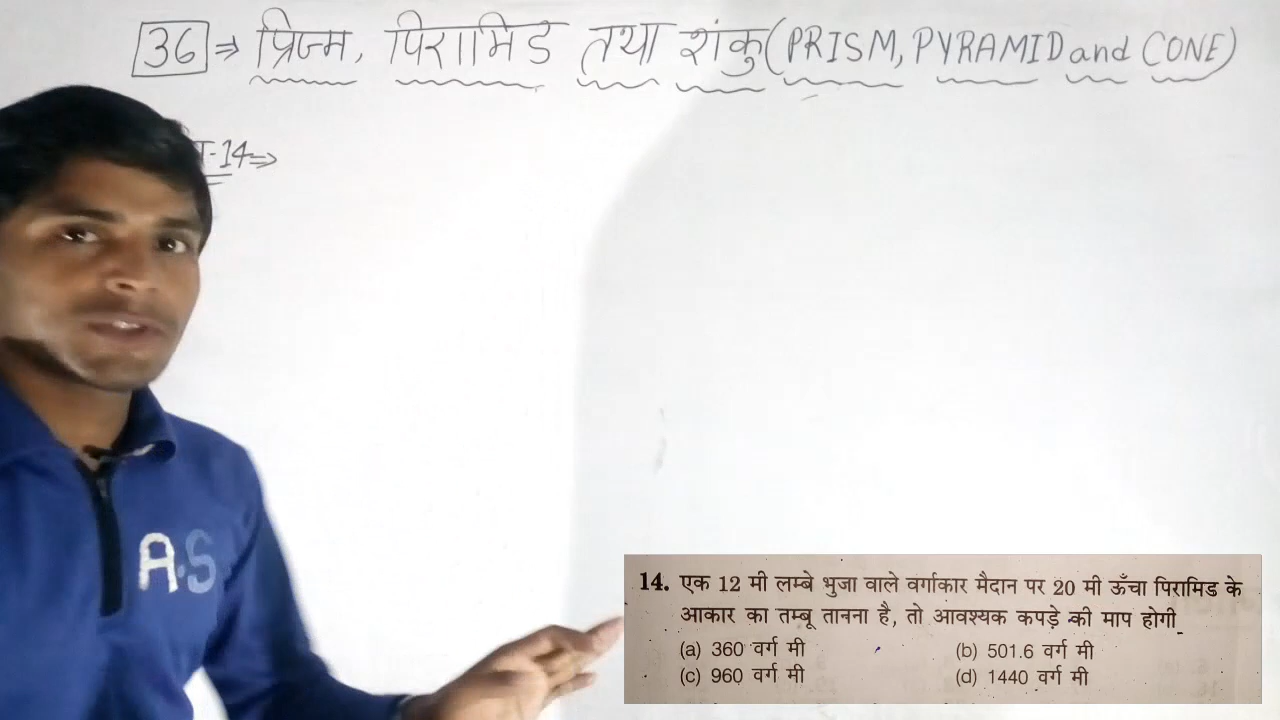 36 ⇒ प्रिज्म, पिरामिड तथा शंकु (PRISM, PYRAMID and CONE)
-14⇒
A.S
14. एक 12 मी लम्बे भुजा वाले वर्गाकार मैदान पर 20 मी ऊँचा पिरामिड के
आकार का तम्बू तानना है, तो आवश्यक कपड़े की माप होगी
(a) 360 वर्ग मी (b) 501.6 वर्ग मी
(c) 960 वर्ग मी (d) 1440 वर्ग मी